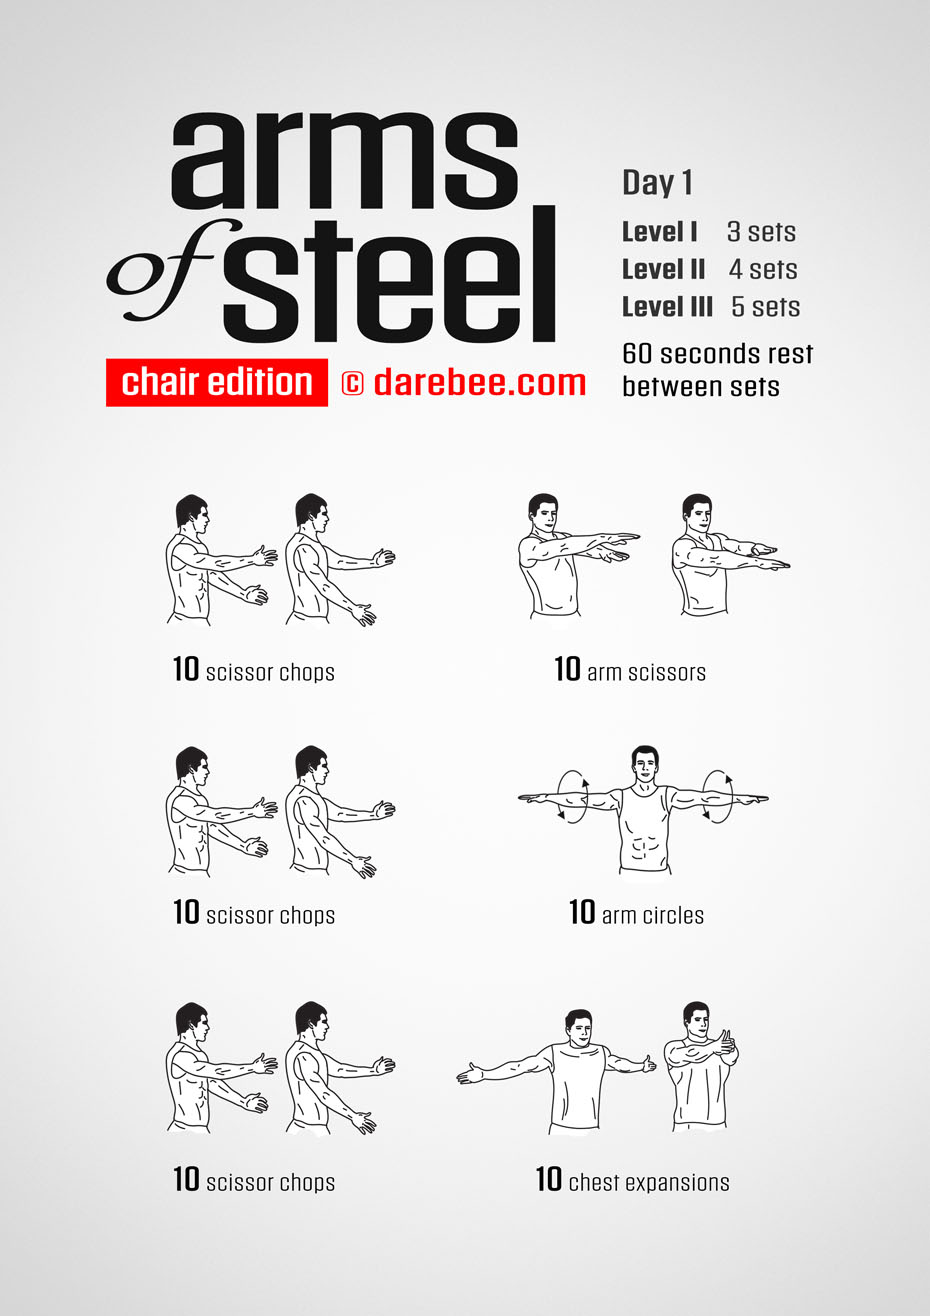 arms
of steel
chair edition © darebee.com
Day 1
Level I 3 sets
Level II 4 sets
Level III 5 sets
60 seconds rest
between sets
10 scissor chops
10 arm scissors
10 scissor chops
10 arm circles
10 scissor chops
10 chest expansions